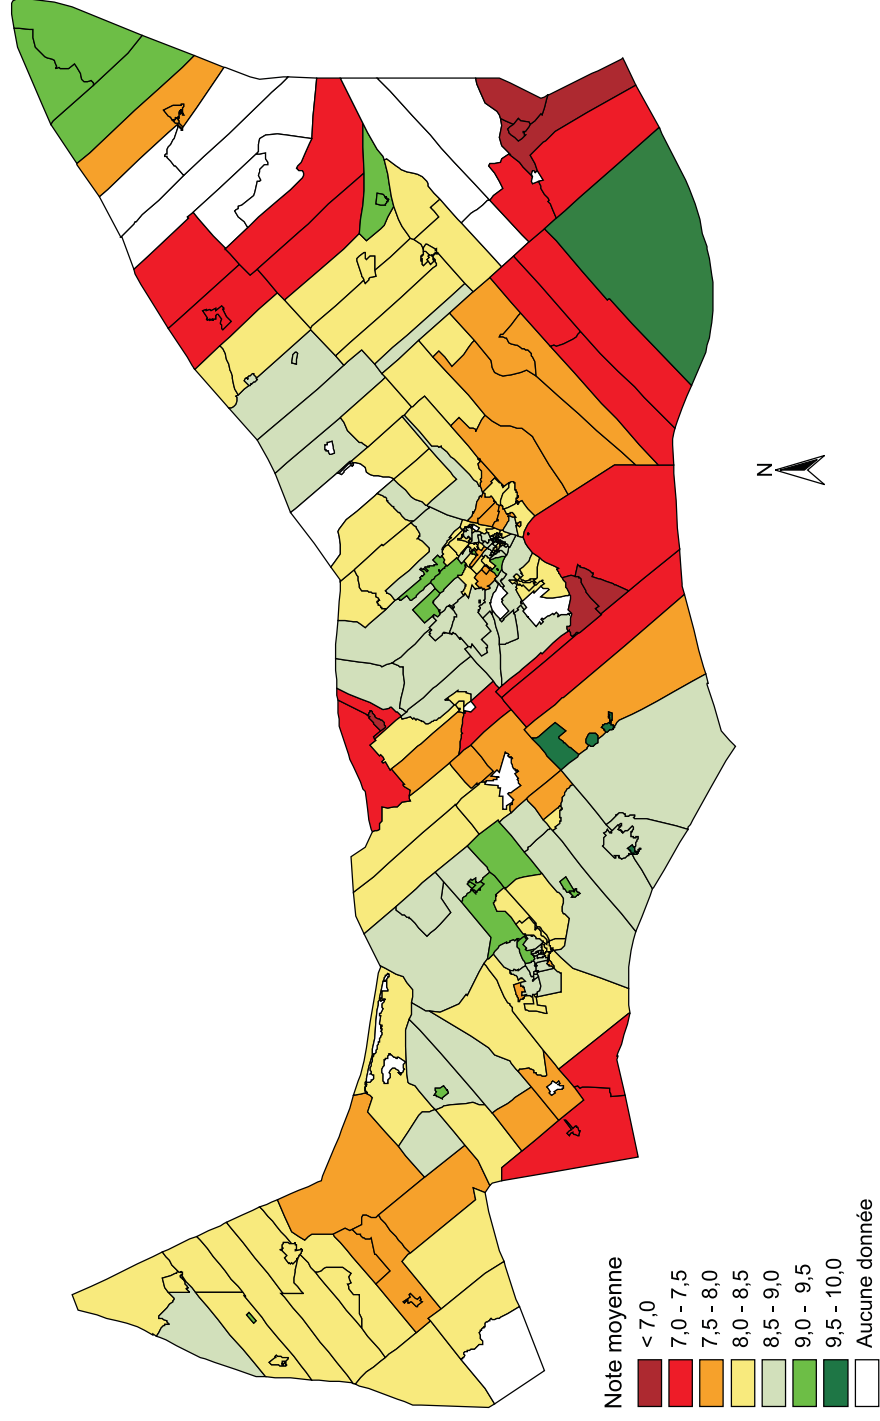 N
Note moyenne
< 7,0
7,0 - 7,5
7,5 - 8,0
8,0 - 8,5
8,5 - 9,0
9,0 - 9,5
9,5 - 10,0
Aucune donnée